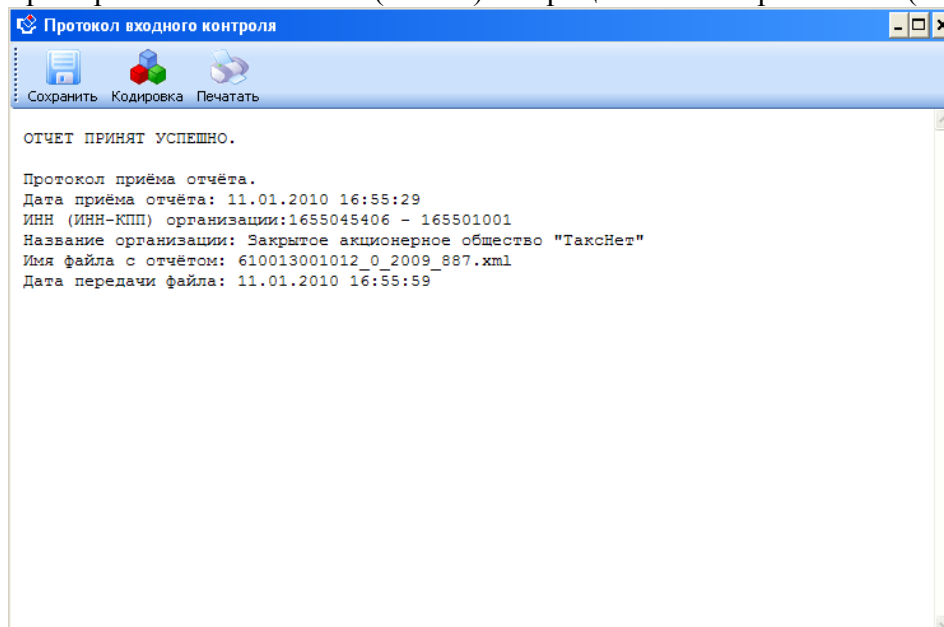 Протокол входного контроля
Сохранить Кодировка Печатать
ОТЧЕТ ПРИНЯТ УСПЕШНО.
Протокол приёма отчёта.
Дата приёма отчёта: 11.01.2010 16:55:29
ИНН (ИНН-КПП) организации:1655045406 - 165501001
Название организации: Закрытое акционерное общество "ТаксНет"
Имя файла с отчётом: 610013001012_0_2009_887.xml
Дата передачи файла: 11.01.2010 16:55:59